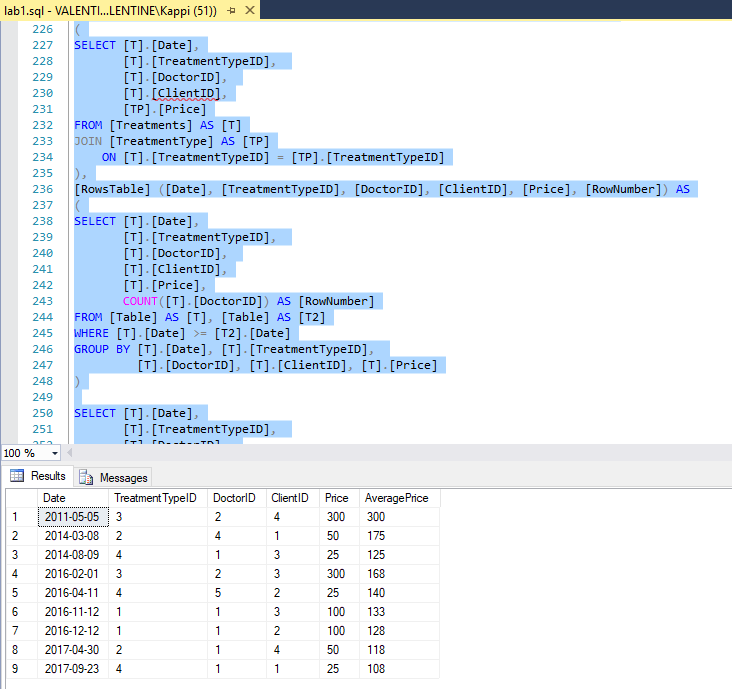 lab1.sql - VALENTI...LENTINE\Kappi (51))
226 (
227 SELECT [T].[Date],
228 [T].[TreatmentTypeID],
229 [T].[DoctorID],
230 [T].[ClientID],
231 [TP].[Price]
232 FROM [Treatments] AS [T]
233 JOIN [TreatmentType] AS [TP]
234 ON [T].[TreatmentTypeID] = [TP].[TreatmentTypeID]
235 ),
236 [RowsTable] ([Date], [TreatmentTypeID], [DoctorID], [ClientID], [Price], [RowNumber]) AS
237 (
238 SELECT [T].[Date],
239 [T].[TreatmentTypeID],
240 [T].[DoctorID],
241 [T].[ClientID],
242 [T].[Price],
243 COUNT([T].[DoctorID]) AS [RowNumber]
244 FROM [Table] AS [T], [Table] AS [T2]
245 WHERE [T].[Date] >= [T2].[Date]
246 GROUP BY [T].[Date], [T].[TreatmentTypeID],
247 [T].[DoctorID], [T].[ClientID], [T].[Price]
248 )
249
250 SELECT [T].[Date],
251 [T].[TreatmentTypeID],
252 [T].[DoctorID]
100 %
Results Messages
Date TreatmentTypeID DoctorID ClientID Price AveragePrice
1 2011-05-05 3 2 4 300 300
2 2014-03-08 2 4 1 50 175
3 2014-08-09 4 1 3 25 125
4 2016-02-01 3 2 3 300 168
5 2016-04-11 4 5 2 25 140
6 2016-11-12 1 1 3 100 133
7 2016-12-12 1 1 2 100 128
8 2017-04-30 2 1 4 50 118
9 2017-09-23 4 1 1 25 108